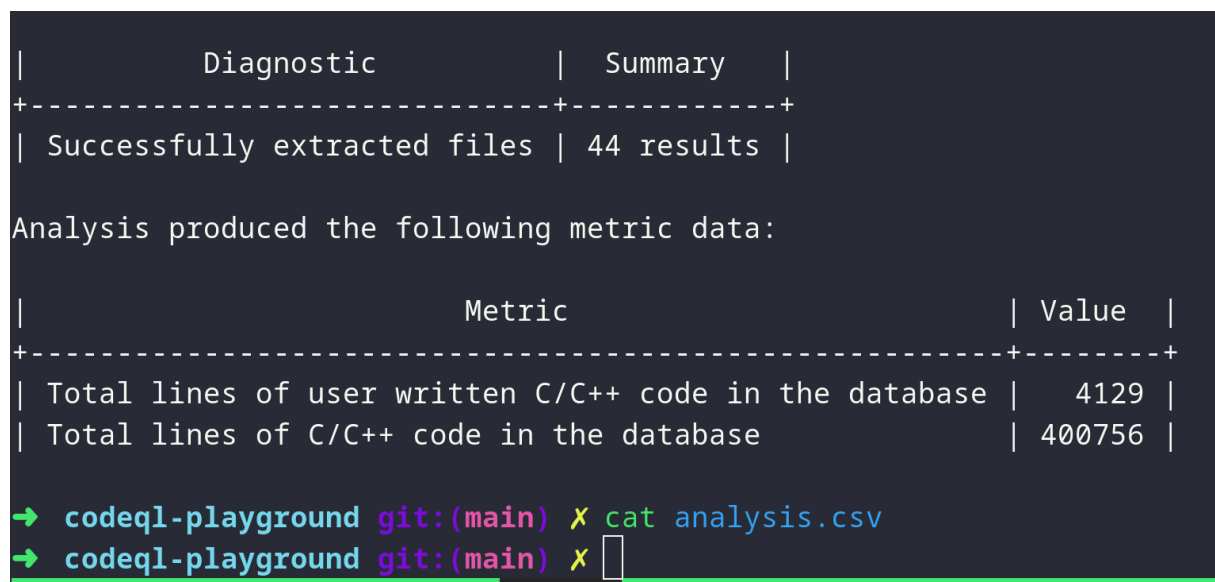 |          Diagnostic          |  Summary   |
+------------------------------+------------+
| Successfully extracted files | 44 results |
Analysis produced the following metric data:
|                         Metric                         | Value  |
+--------------------------------------------------------+--------+
| Total lines of user written C/C++ code in the database |   4129 |
| Total lines of C/C++ code in the database              | 400756 |
➜  codeql-playground git:(main) ✗ cat analysis.csv
➜  codeql-playground git:(main) ✗